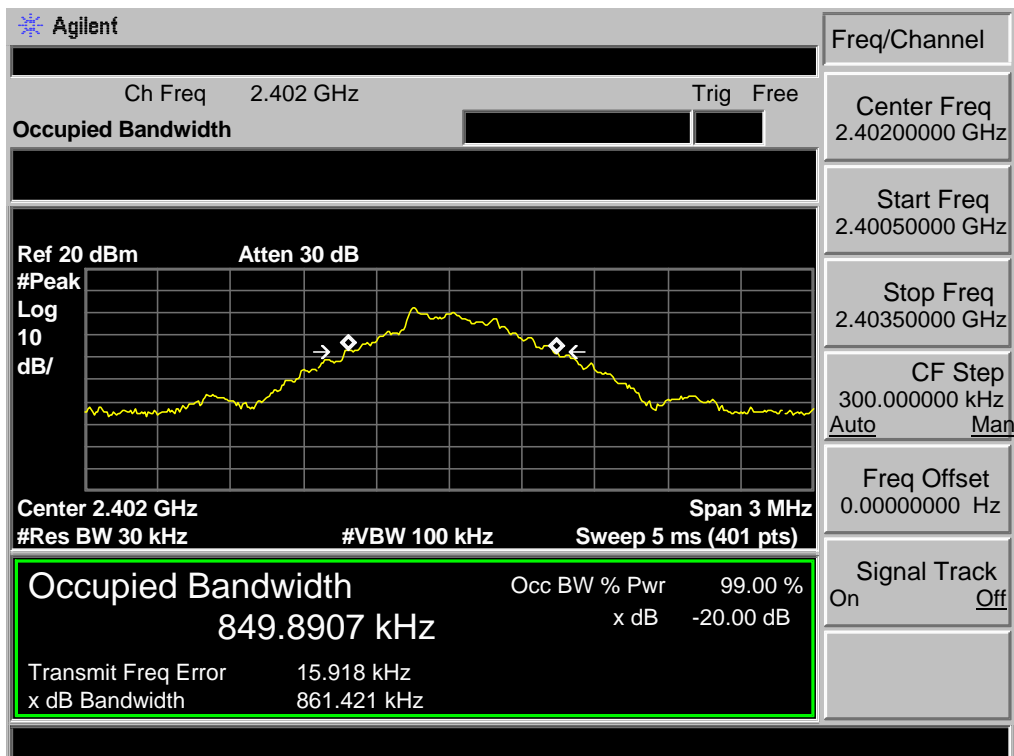 Agilent
Freq/Channel
Ch Freq 2.402 GHz Trig Free
Occupied Bandwidth
Center Freq
2.40200000 GHz
Start Freq
2.40050000 GHz
Stop Freq
2.40350000 GHz
CF Step
300.000000 kHz
Auto Man
Freq Offset
0.00000000 Hz
Signal Track
On Off
Ref 20 dBm Atten 30 dB
#Peak
Log
10
dB/
Center 2.402 GHz Span 3 MHz
#Res BW 30 kHz #VBW 100 kHz Sweep 5 ms (401 pts)
Occupied Bandwidth Occ BW % Pwr 99.00 %
849.8907 kHz x dB -20.00 dB
Transmit Freq Error 15.918 kHz
x dB Bandwidth 861.421 kHz